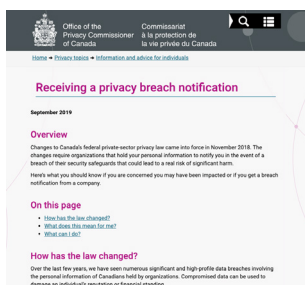 Office of the
Privacy Commissioner
of Canada
Commissariat
à la protection de
la vie privée du Canada
Home → Privacy topics → Information and advice for individuals
Receiving a privacy breach notification
September 2019
Overview
Changes to Canada's federal private-sector privacy law came into force in November 2018. The
changes require organizations that hold your personal information to notify you in the event of a
breach of their security safeguards that could lead to a real risk of significant harm.
Here's what you should know if you are concerned you may have been impacted or if you get a breach
notification from a company.
On this page
• How has the law changed?
• What does this mean for me?
• What can I do?
How has the law changed?
Over the last few years, we have seen numerous significant and high-profile data breaches involving
the personal information of Canadians held by organizations. Compromised data can be used to
damage an individual's reputation or financial standing.